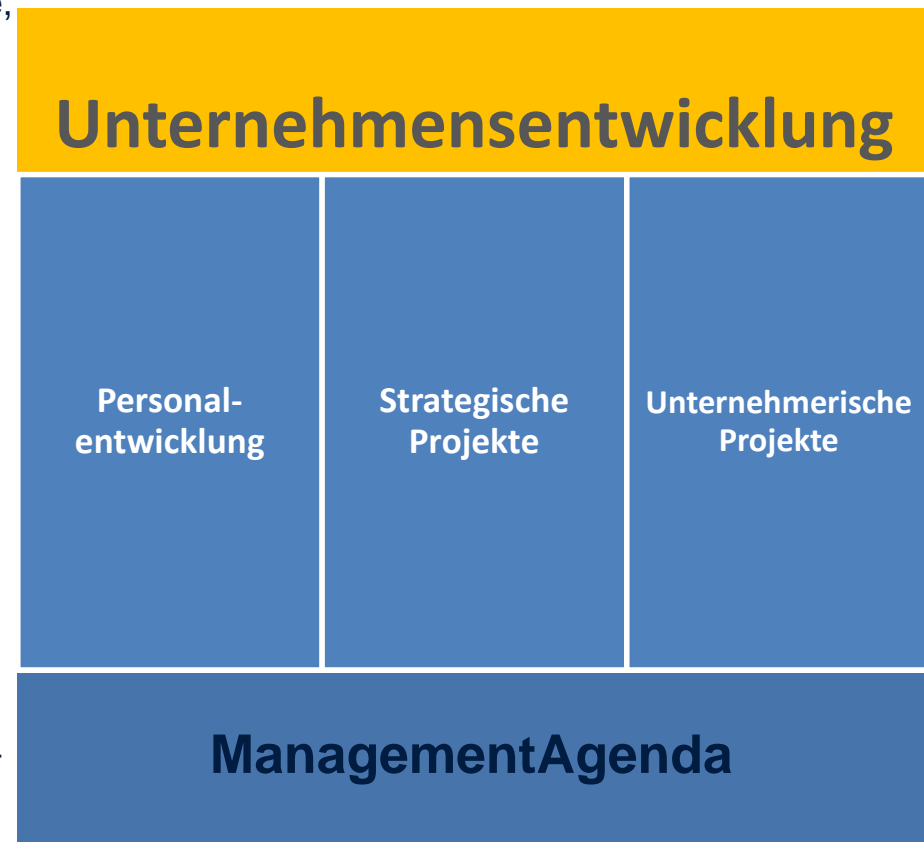 Unternehmensentwicklung
Personal-
entwicklung
Strategische
Projekte
Unternehmerische
Projekte
ManagementAgenda